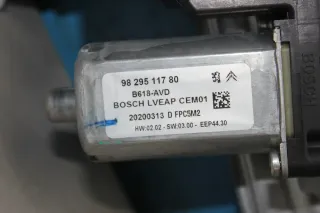 98 295 117 80
B618-AVD
BOSCH LVEAP CEM01
20200313 D FPC5M2
HW:02.02 - SW:03.00 - EEP44.30